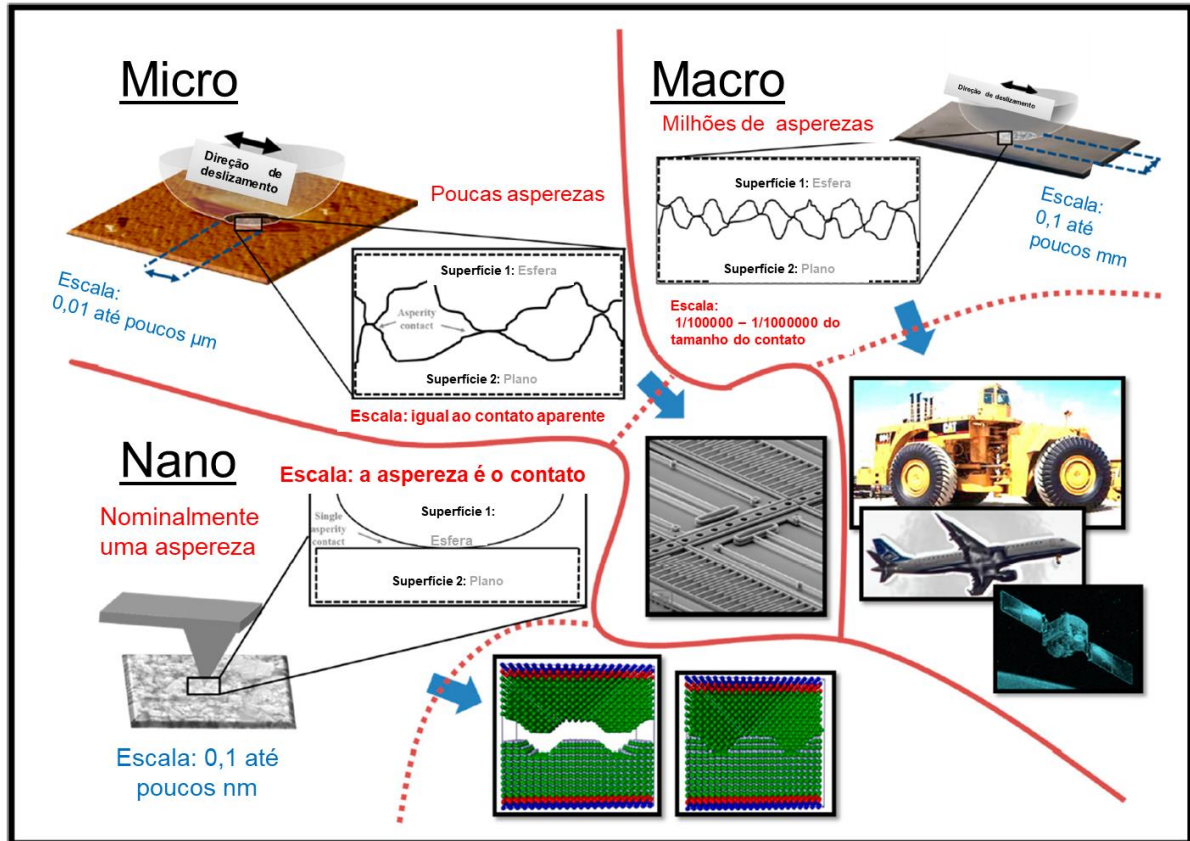 Micro
Direção de
deslizamento
Poucas asperezas
Escala:
0,01 até poucos µm
Superfície 1: Esfera
Asperity
contact
Superfície 2: Plano
Escala: igual ao contato aparente
Macro
Milhões de asperezas
Direção de deslizamento
Superfície 1: Esfera
Superfície 2: Plano
Escala:
0,1 até
poucos mm
Escala:
1/100000 – 1/1000000 do
tamanho do contato
CAT
Nano
Escala: a aspereza é o contato
Nominalmente
uma aspereza
Single
asperity
contact
Superfície 1:
Esfera
Superfície 2: Plano
Escala: 0,1 até
poucos nm